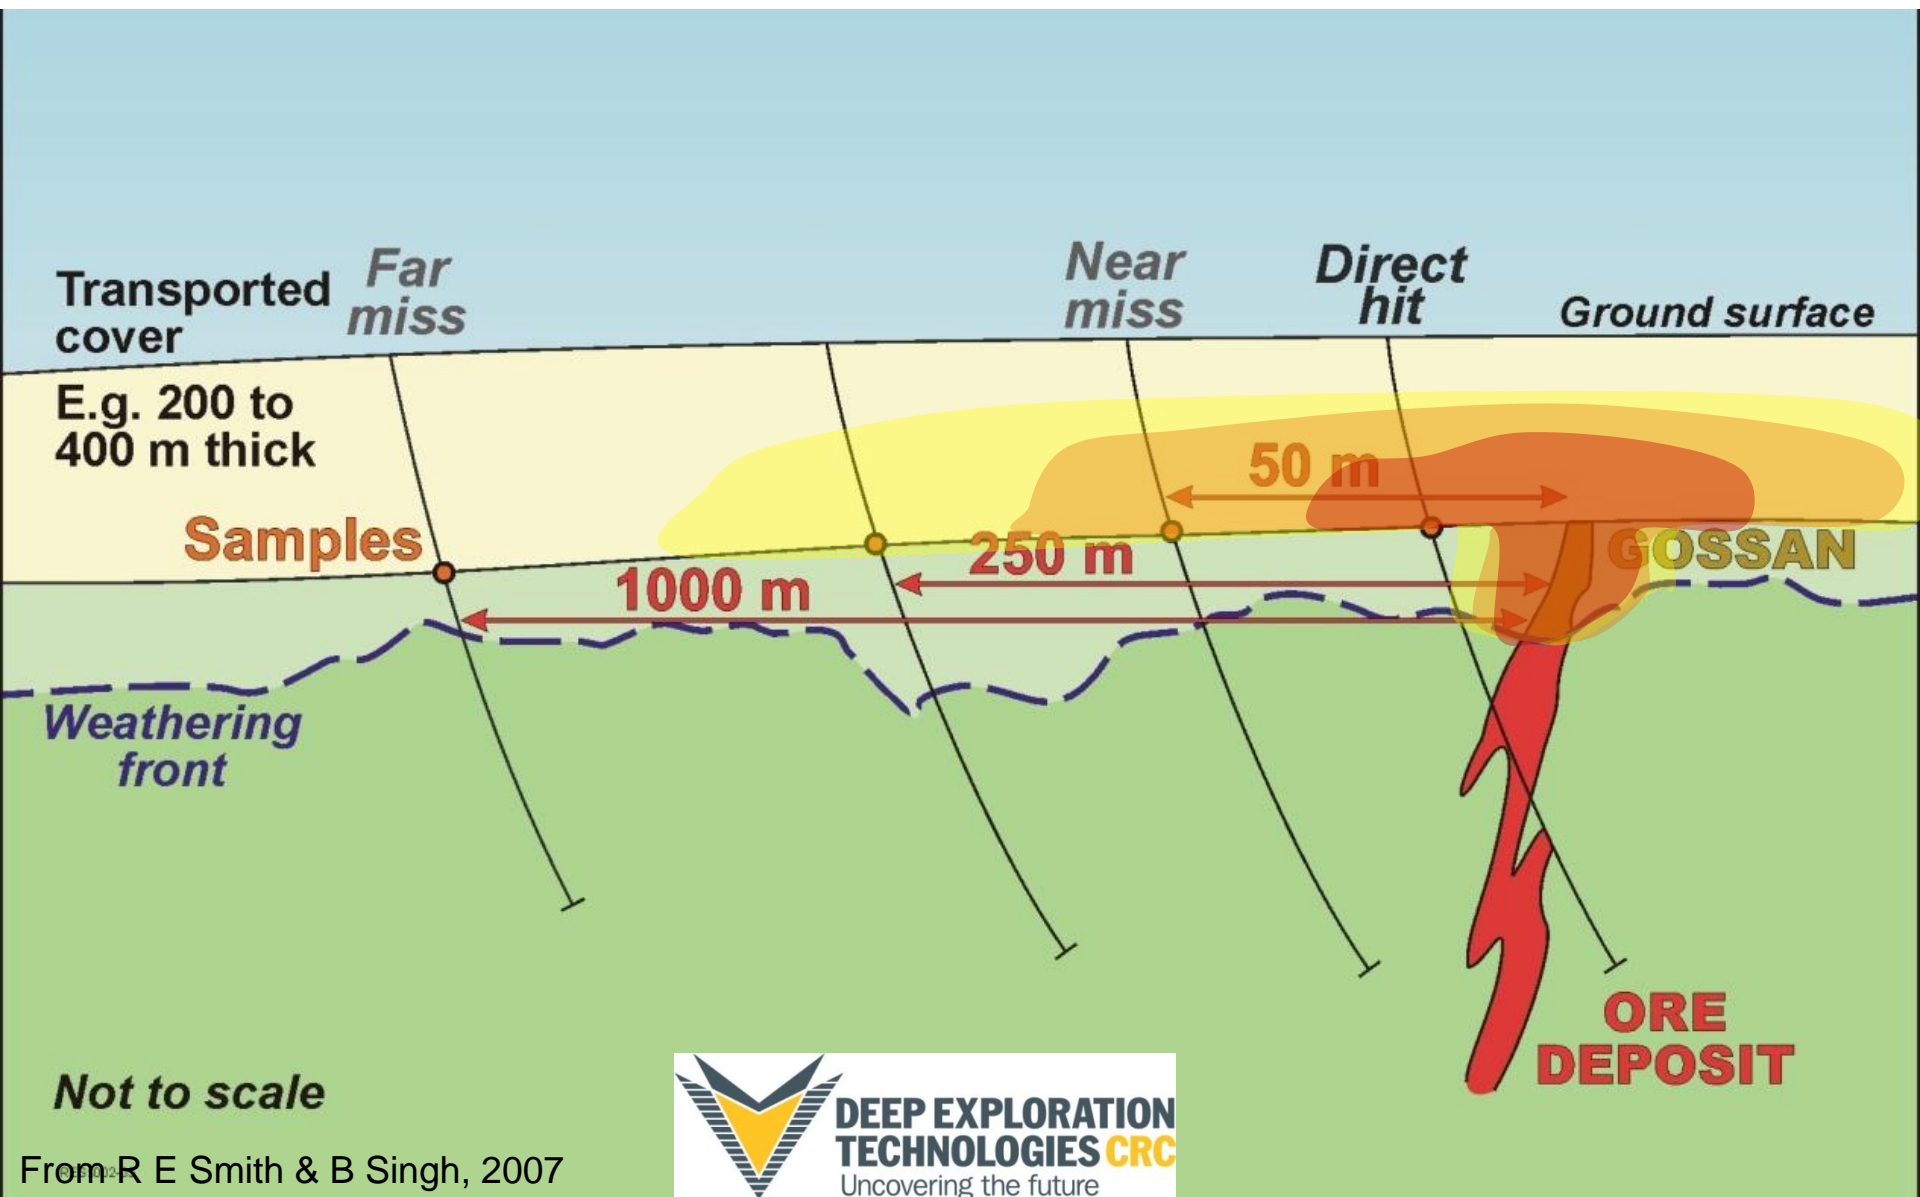 Transported
cover
Far
miss
Near
miss
Direct
hit
Ground surface
E.g. 200 to
400 m thick
50 m
Samples
250 m
GOSSAN
1000 m
Weathering
front
ORE
DEPOSIT
Not to scale
From R E Smith & B Singh, 2007
DEEP EXPLORATION
TECHNOLOGIES CRC
Uncovering the future